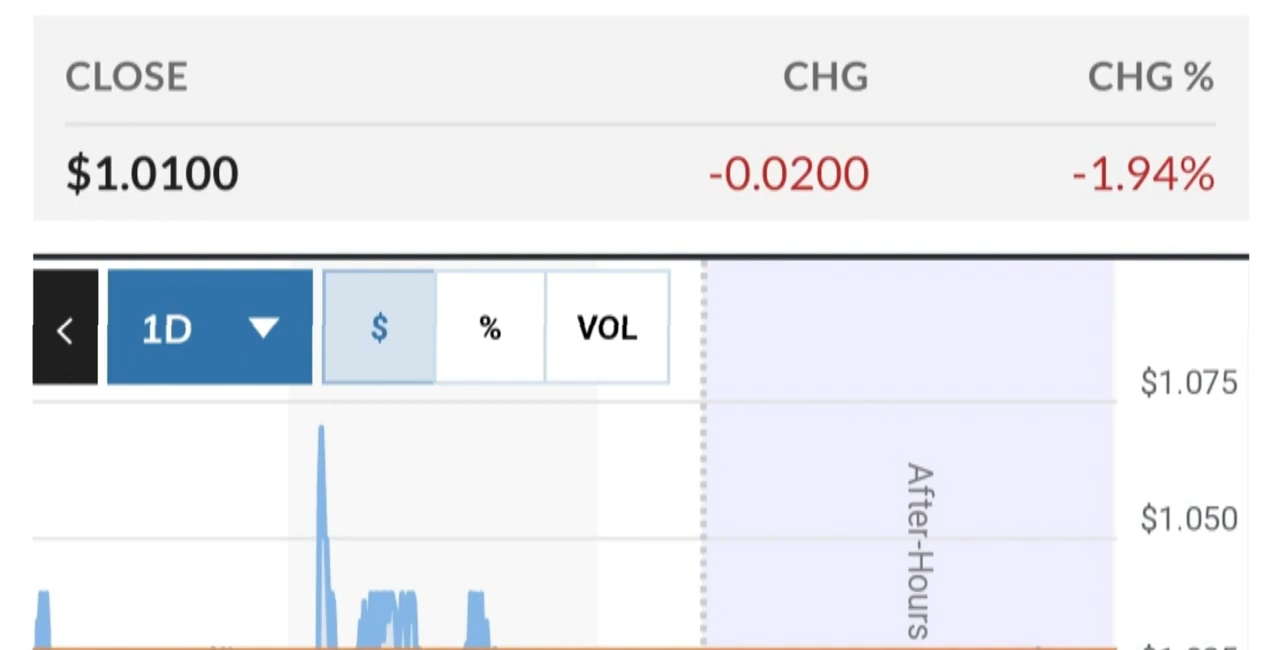 CLOSE CHG CHG %
$1.0100 -0.0200 -1.94%
1D $ % VOL
$1.075
$1.050
After-Hours